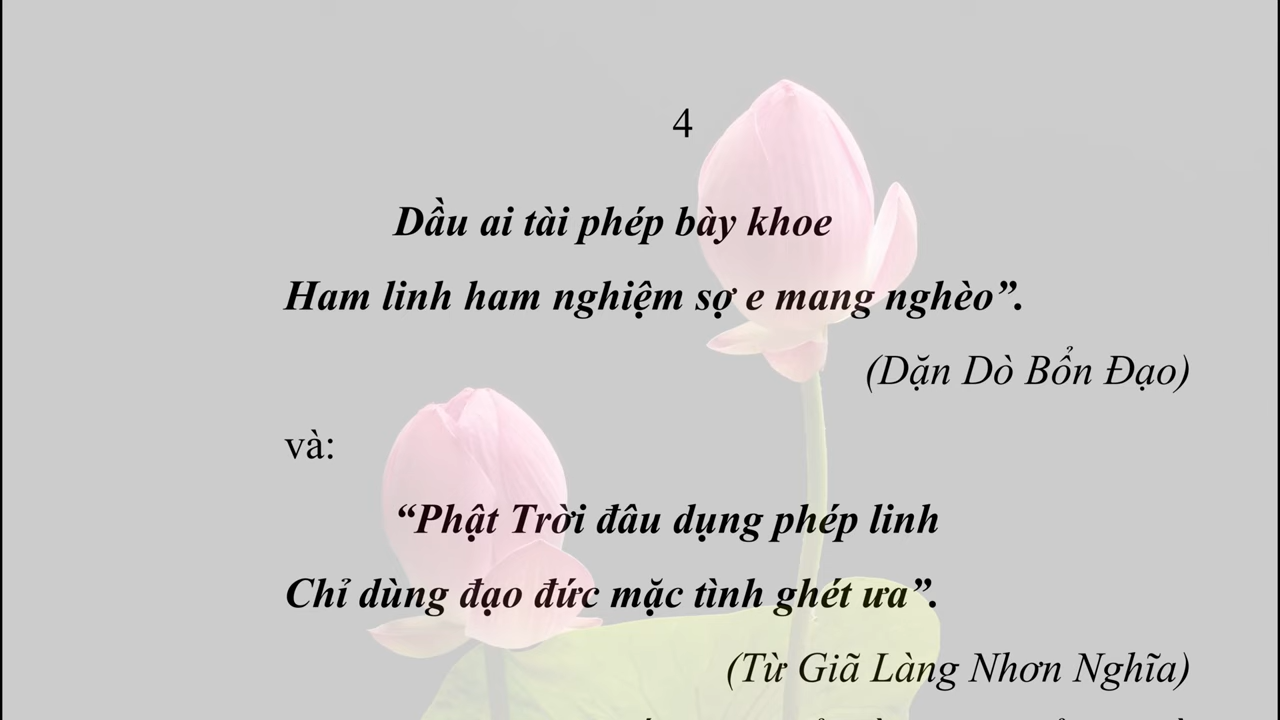 4
Dầu ai tài phép bày khoe
Ham linh ham nghiệm sợ e mang nghèo”.
(Dặn Dò Bổn Đạo)
và:
“Phật Trời đâu dụng phép linh
Chỉ dùng đạo đức mặc tình ghét ưa”.
(Từ Giã Làng Nhơn Nghĩa)